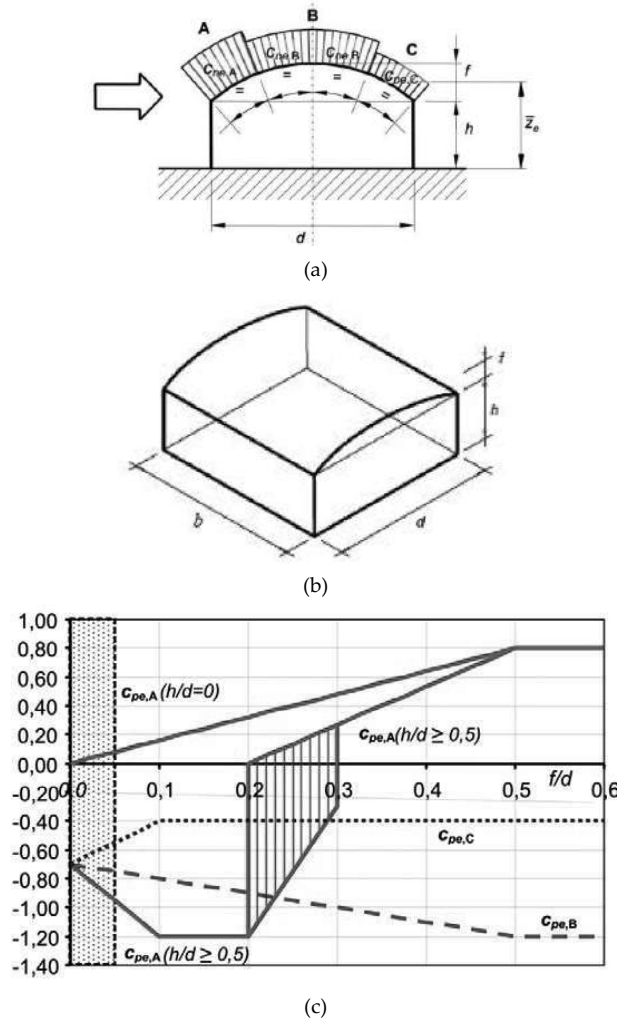 A
B
C
c_pe,A
c_pe,B
c_pe,B
c_pe,C
=
=
=
=
=
=
f
h
z̅_e
d
(a)
f
h
b
d
(b)
1,00
0,80
0,60
0,40
0,20
0,00
-0,20
-0,40
-0,60
-0,80
-1,00
-1,20
-1,40
0,0
0,1
0,2
0,3
0,4
0,5
0,6
f/d
c_pe,A (h/d=0)
c_pe,A (h/d ≥ 0,5)
c_pe,C
c_pe,B
c_pe,A (h/d ≥ 0,5)
(c)